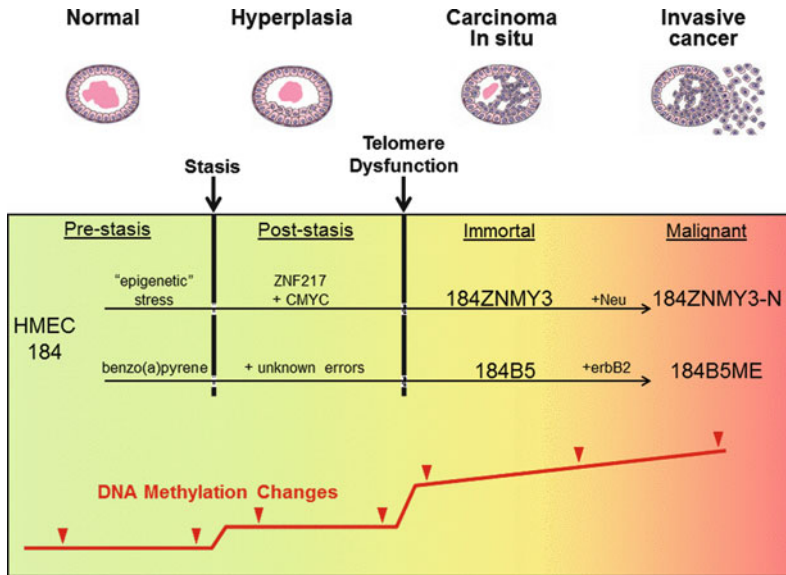 Normal
Hyperplasia
Carcinoma
In situ
Invasive
cancer
Stasis
Telomere
Dysfunction
Pre-stasis
Post-stasis
Immortal
Malignant
HMEC
184
"epigenetic"
stress
ZNF217
+ CMYC
184ZNMY3
+Neu
184ZNMY3-N
benzo(a)pyrene
+ unknown errors
184B5
+erbB2
184B5ME
DNA Methylation Changes